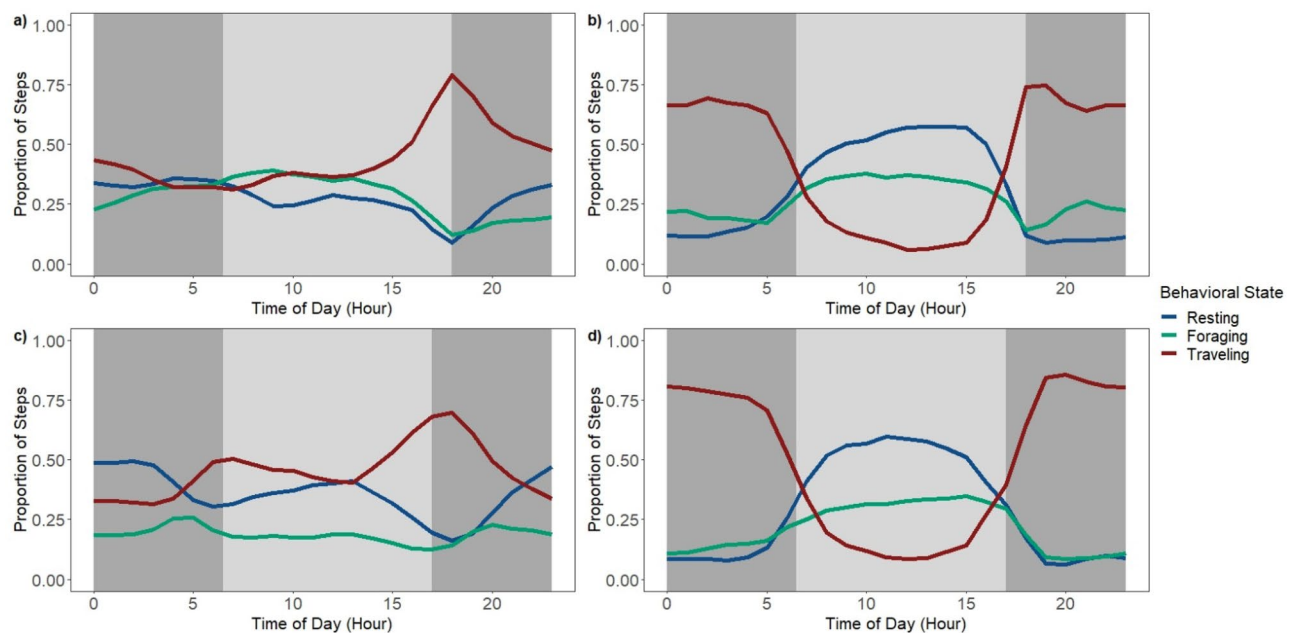 a)
1.00
0.75
0.50
0.25
0.00
Proportion of Steps
0 5 10 15 20
Time of Day (Hour)
b)
1.00
0.75
0.50
0.25
0.00
Proportion of Steps
0 5 10 15 20
Time of Day (Hour)
c)
1.00
0.75
0.50
0.25
0.00
Proportion of Steps
0 5 10 15 20
Time of Day (Hour)
d)
1.00
0.75
0.50
0.25
0.00
Proportion of Steps
0 5 10 15 20
Time of Day (Hour)
Behavioral State
Resting
Foraging
Traveling